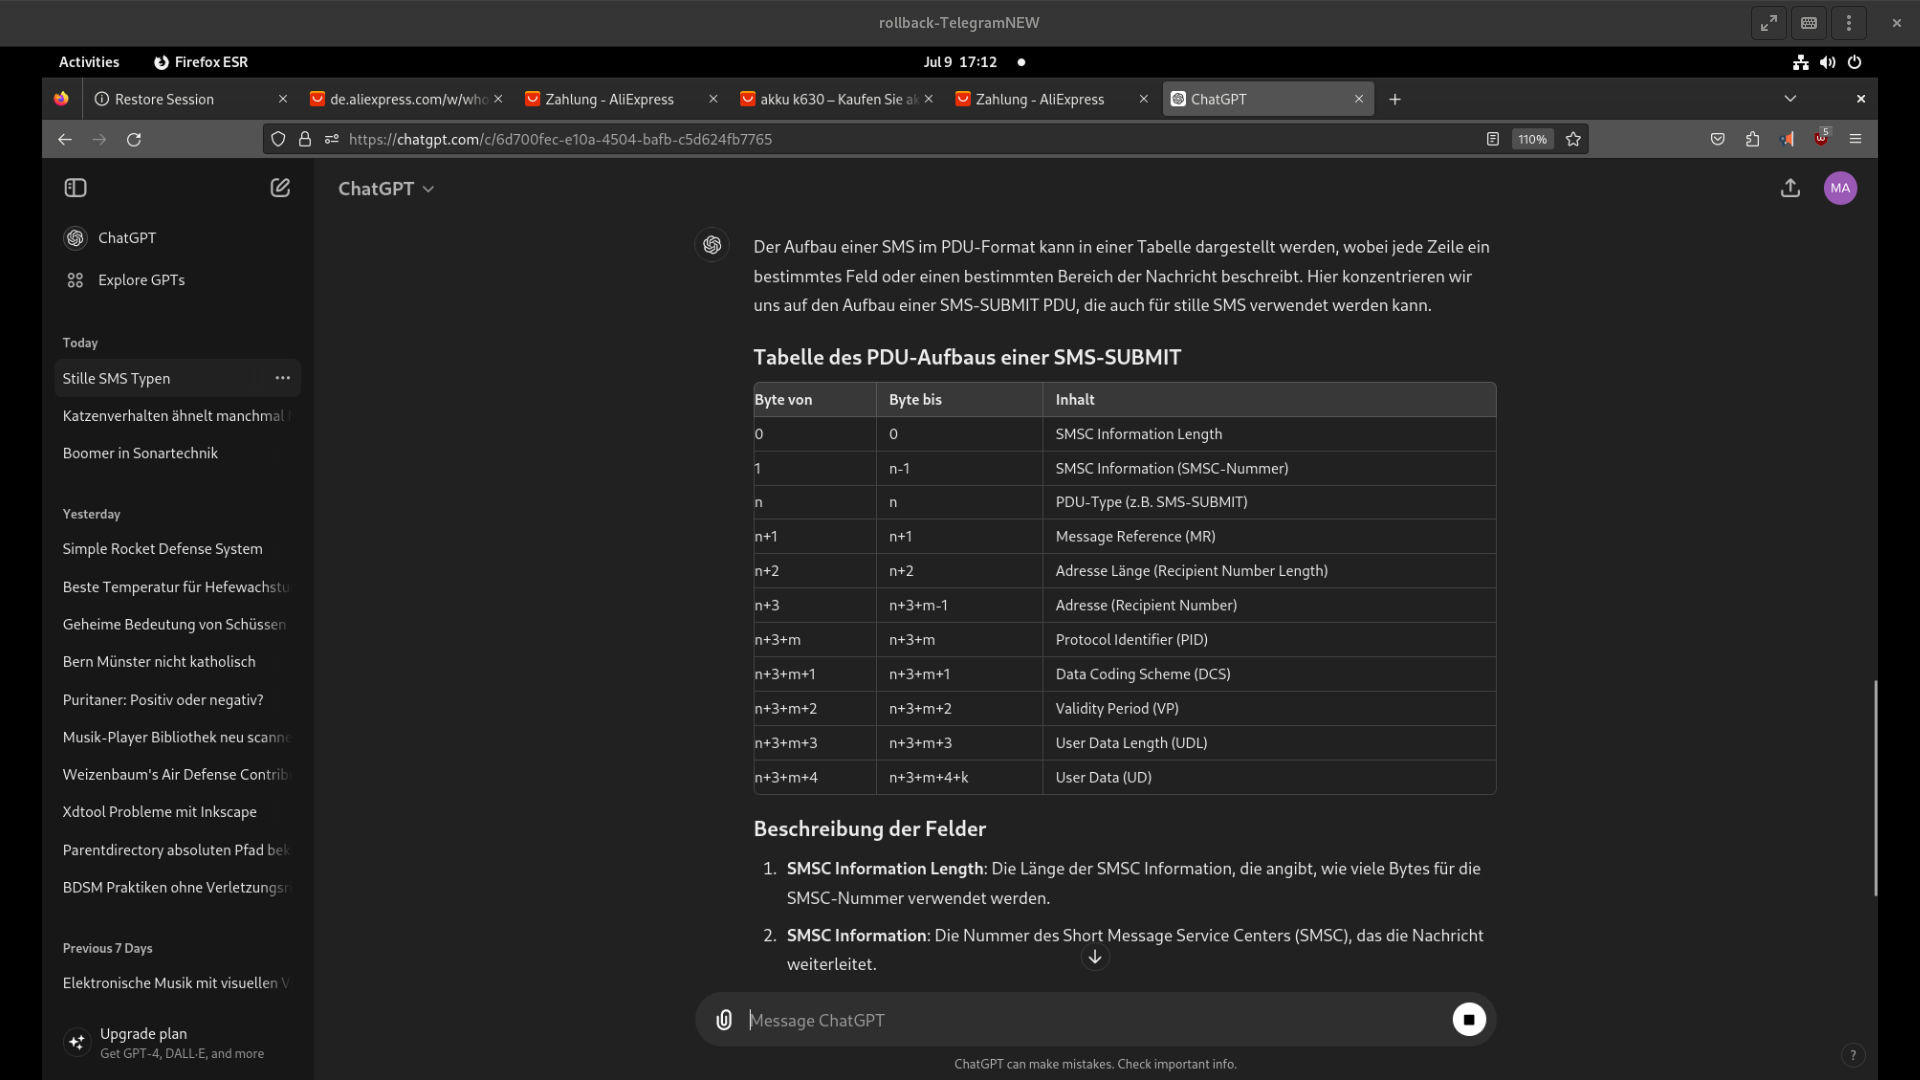 rollback-TelegramNEW
Activities
Firefox ESR
Jul 9 17:12
Restore Session
de.aliexpress.com/w/who
Zahlung - AliExpress
akku k630 – Kaufen Sie ak
Zahlung - AliExpress
ChatGPT
https://chatgpt.com/c/6d700fec-e10a-4504-bafb-c5d624fb7765
110%
5
ChatGPT
MA
ChatGPT
Explore GPTs
Today
Stille SMS Typen
Katzenverhalten ähnelt manchmal
Boomer in Sonartechnik
Yesterday
Simple Rocket Defense System
Beste Temperatur für Hefewachstu
Geheime Bedeutung von Schüssen
Bern Münster nicht katholisch
Puritaner: Positiv oder negativ?
Musik-Player Bibliothek neu scanne
Weizenbaum's Air Defense Contrib
Xdtool Probleme mit Inkscape
Parentdirectory absoluten Pfad bek
BDSM Praktiken ohne Verletzungsri
Previous 7 Days
Elektronische Musik mit visuellen V
Upgrade plan
Get GPT-4, DALL·E, and more
Der Aufbau einer SMS im PDU-Format kann in einer Tabelle dargestellt werden, wobei jede Zeile ein
bestimmtes Feld oder einen bestimmten Bereich der Nachricht beschreibt. Hier konzentrieren wir
uns auf den Aufbau einer SMS-SUBMIT PDU, die auch für stille SMS verwendet werden kann.
Tabelle des PDU-Aufbaus einer SMS-SUBMIT
Byte von Byte bis Inhalt
0 0 SMSC Information Length
1 n-1 SMSC Information (SMSC-Nummer)
n n PDU-Type (z.B. SMS-SUBMIT)
n+1 n+1 Message Reference (MR)
n+2 n+2 Adresse Länge (Recipient Number Length)
n+3 n+3+m-1 Adresse (Recipient Number)
n+3+m n+3+m Protocol Identifier (PID)
n+3+m+1 n+3+m+1 Data Coding Scheme (DCS)
n+3+m+2 n+3+m+2 Validity Period (VP)
n+3+m+3 n+3+m+3 User Data Length (UDL)
n+3+m+4 n+3+m+4+k User Data (UD)
Beschreibung der Felder
1. SMSC Information Length: Die Länge der SMSC Information, die angibt, wie viele Bytes für die
SMSC-Nummer verwendet werden.
2. SMSC Information: Die Nummer des Short Message Service Centers (SMSC), das die Nachricht
weiterleitet.
Message ChatGPT
ChatGPT can make mistakes. Check important info.
?